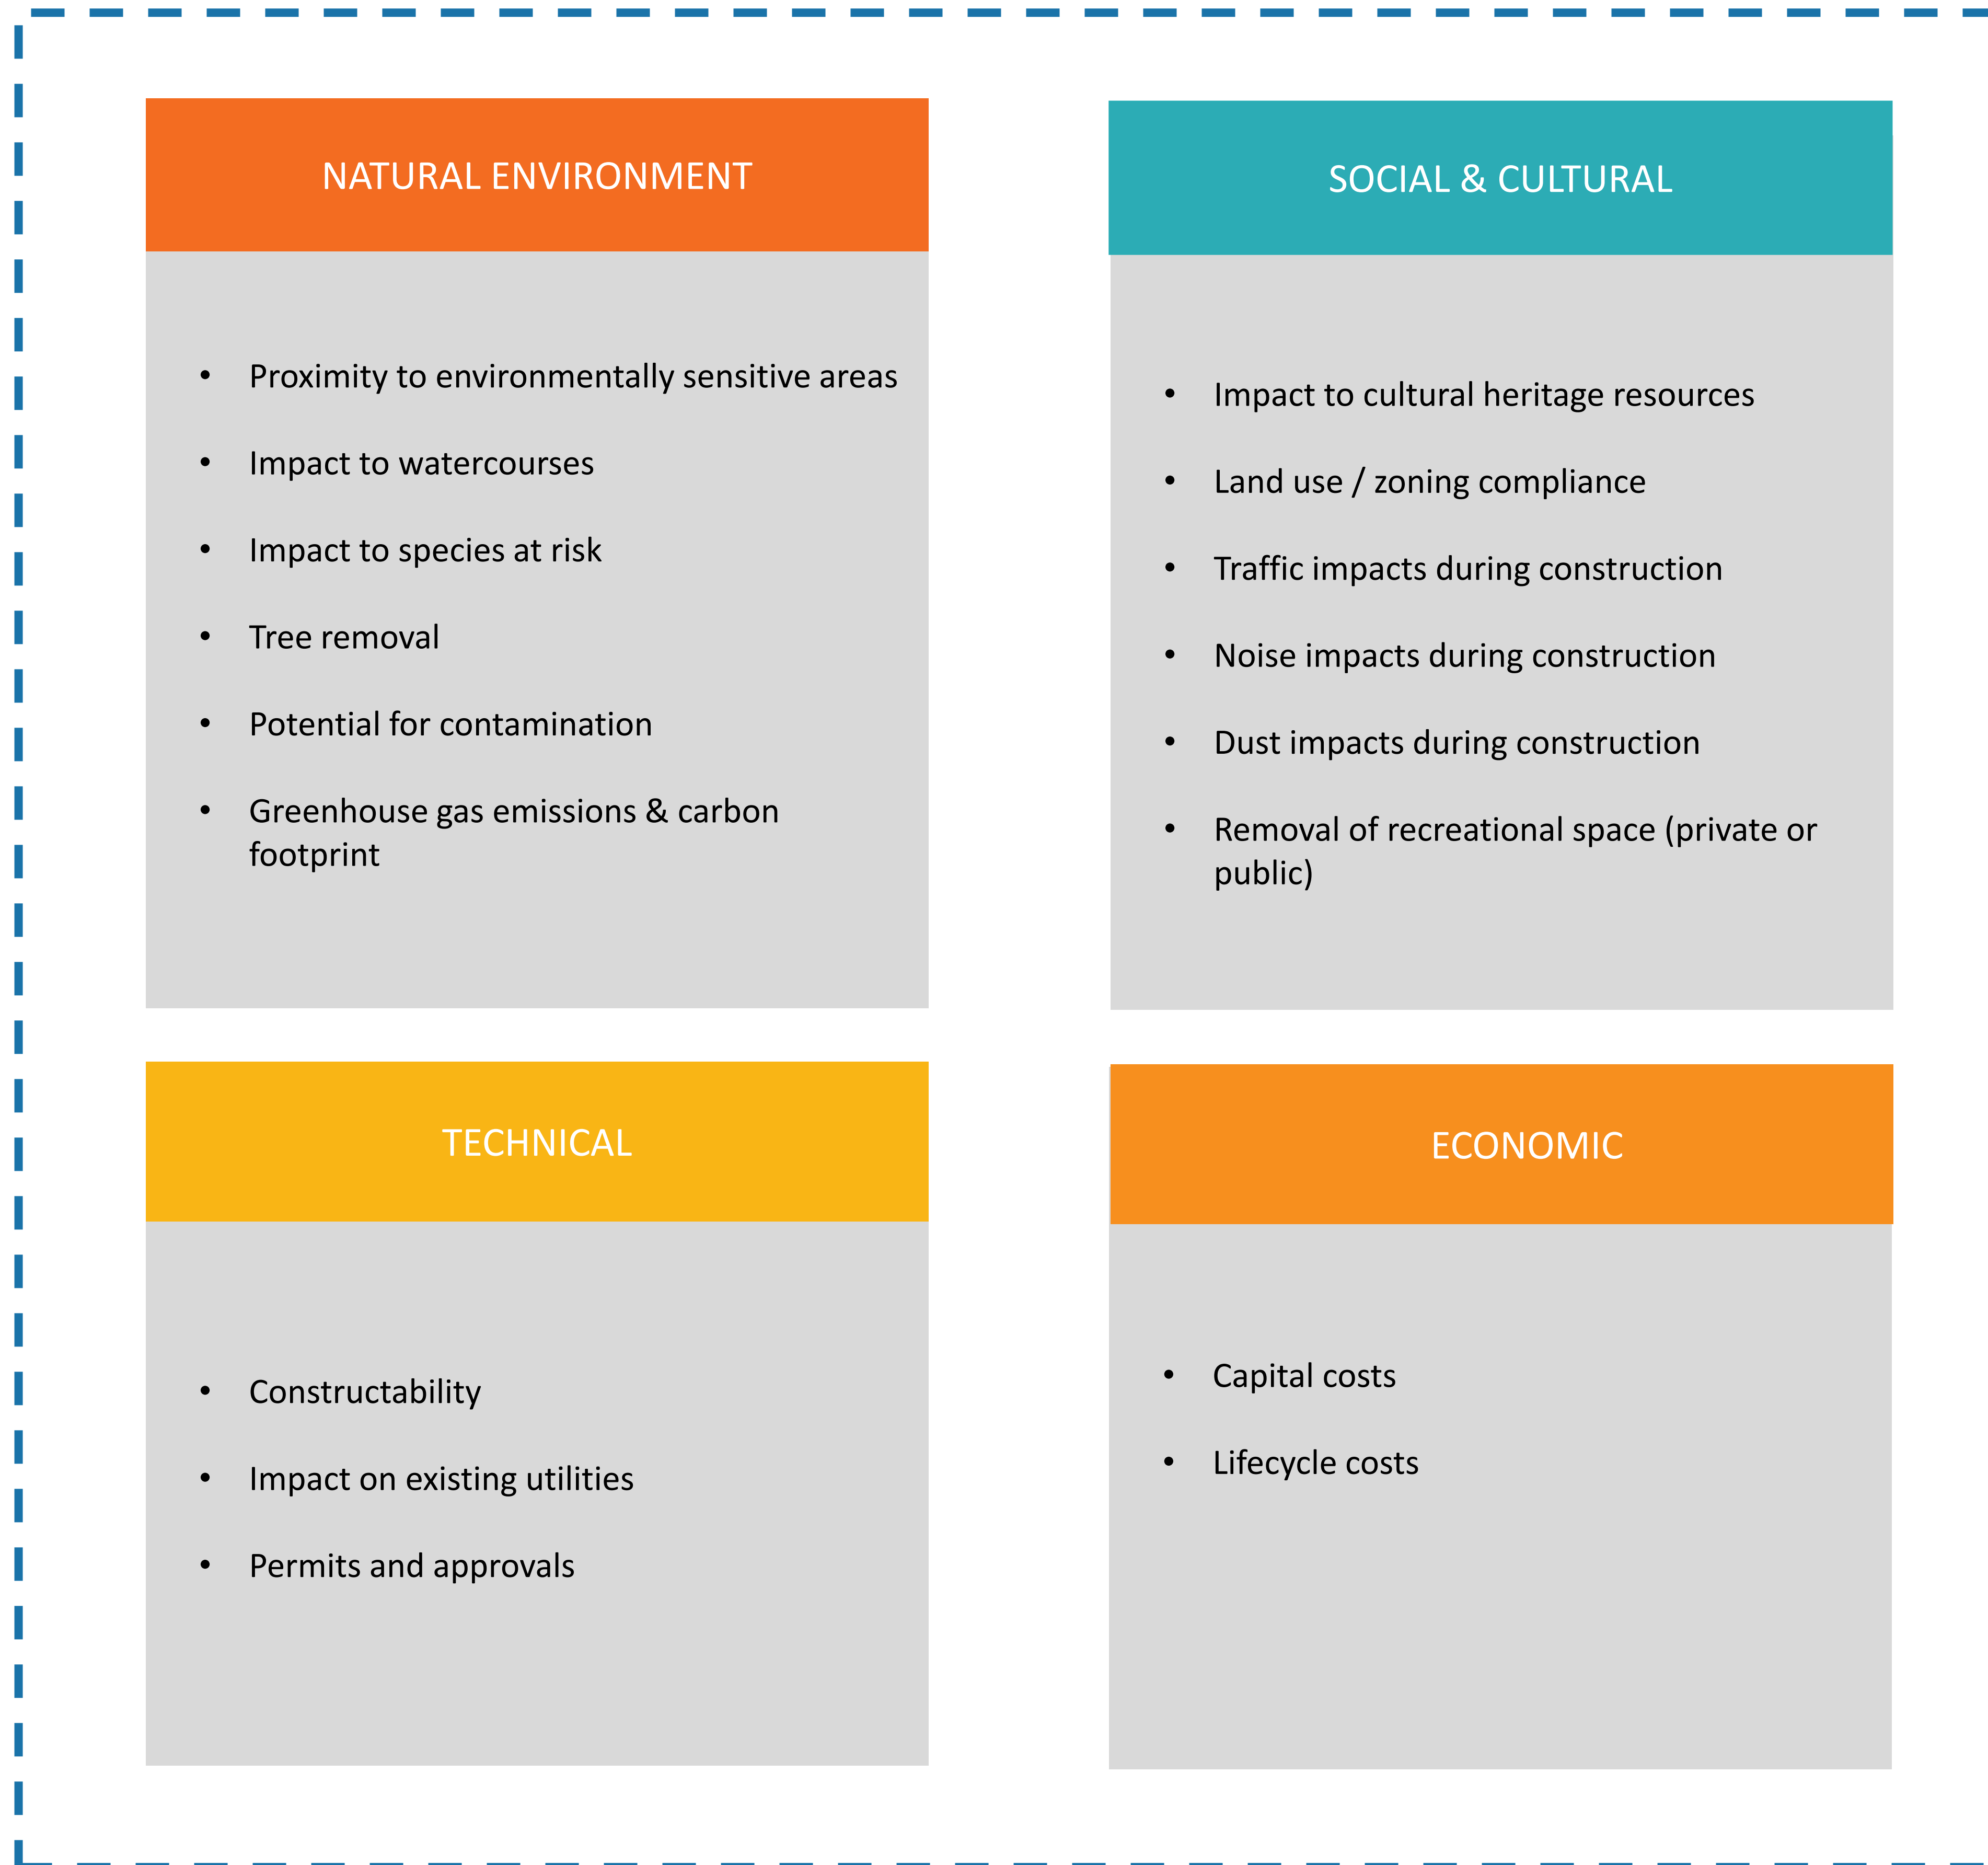 NATURAL ENVIRONMENT
• Proximity to environmentally sensitive areas
• Impact to watercourses
• Impact to species at risk
• Tree removal
• Potential for contamination
• Greenhouse gas emissions & carbon
footprint
SOCIAL & CULTURAL
• Impact to cultural heritage resources
• Land use / zoning compliance
• Traffic impacts during construction
• Noise impacts during construction
• Dust impacts during construction
• Removal of recreational space (private or
public)
TECHNICAL
• Constructability
• Impact on existing utilities
• Permits and approvals
ECONOMIC
• Capital costs
• Lifecycle costs